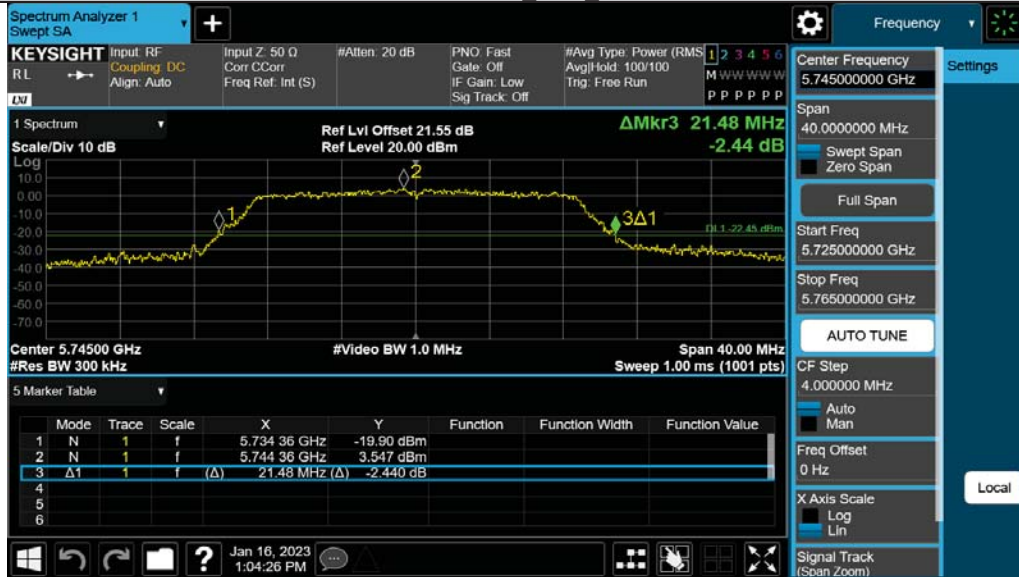 Spectrum Analyzer 1
Swept SA
Frequency
KEYSIGHT
RL
LXI
Input: RF
Coupling: DC
Align: Auto
Input Z: 50 Ω
Corr CCorr
Freq Ref: Int (S)
#Atten: 20 dB
PNO: Fast
Gate: Off
IF Gain: Low
Sig Track: Off
#Avg Type: Power (RMS
Avg|Hold: 100/100
Trig: Free Run
1 2 3 4 5 6
M W W W W W
P P P P P P
1 Spectrum
Scale/Div 10 dB
Ref Lvl Offset 21.55 dB
Ref Level 20.00 dBm
ΔMkr3 21.48 MHz
-2.44 dB
Log
10.0
0.00
-10.0
-20.0
-30.0
-40.0
-50.0
-60.0
-70.0
1
2
3Δ1
DL1 -22.45 dBm
Center 5.74500 GHz
#Res BW 300 kHz
#Video BW 1.0 MHz
Span 40.00 MHz
Sweep 1.00 ms (1001 pts)
5 Marker Table
Mode Trace Scale X Y Function Function Width Function Value
1 N 1 f 5.734 36 GHz -19.90 dBm
2 N 1 f 5.744 36 GHz 3.547 dBm
3 Δ1 1 f (Δ) 21.48 MHz (Δ) -2.440 dB
4
5
6
Jan 16, 2023
1:04:26 PM
Center Frequency
5.745000000 GHz
Span
40.0000000 MHz
Swept Span
Zero Span
Full Span
Start Freq
5.725000000 GHz
Stop Freq
5.765000000 GHz
AUTO TUNE
CF Step
4.000000 MHz
Auto
Man
Freq Offset
0 Hz
X Axis Scale
Log
Lin
Signal Track
(Span Zoom)
Settings
Local